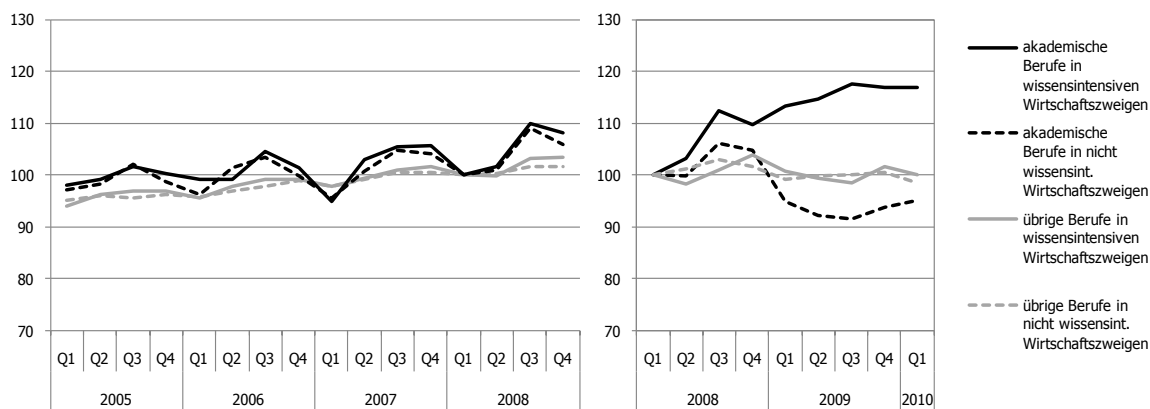 130
120
110
100
90
80
70
Q1 Q2 Q3 Q4 Q1 Q2 Q3 Q4 Q1 Q2 Q3 Q4 Q1 Q2 Q3 Q4
2005 2006 2007 2008
130
120
110
100
90
80
70
Q1 Q2 Q3 Q4 Q1 Q2 Q3 Q4 Q1
2008 2009 2010
akademische
Berufe in
wissensintensiven
Wirtschaftszweigen
akademische
Berufe in nicht
wissensint.
Wirtschaftszweigen
übrige Berufe in
wissensintensiven
Wirtschaftszweigen
übrige Berufe in
nicht wissensint.
Wirtschaftszweigen